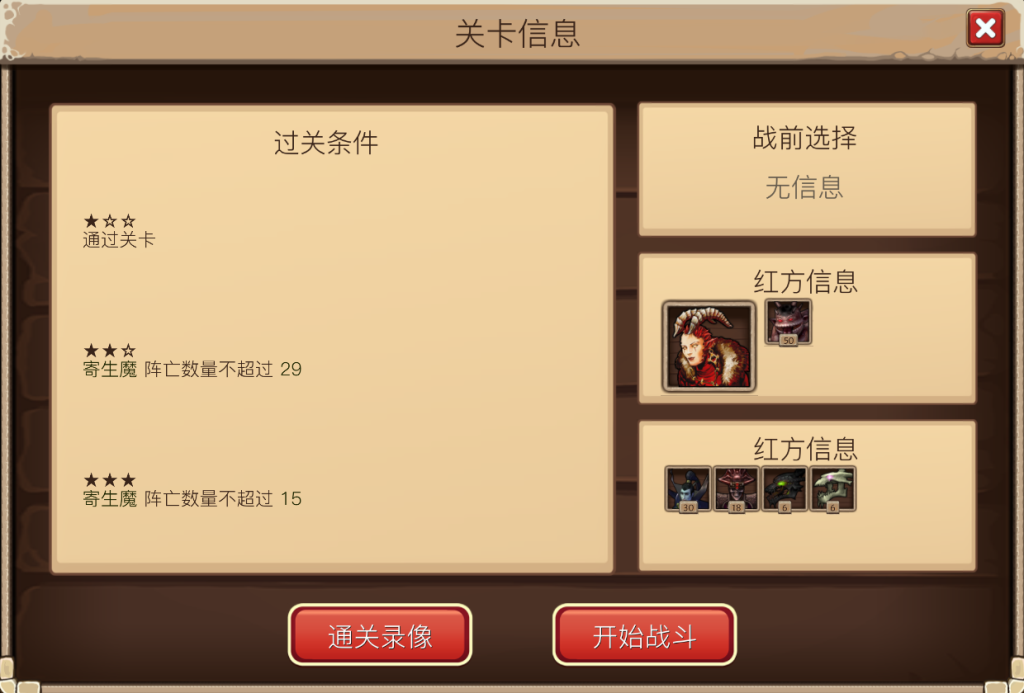 关卡信息
过关条件
★☆☆
通过关卡
★★☆
寄生魔 阵亡数量不超过 29
★★★
寄生魔 阵亡数量不超过 15
战前选择
无信息
红方信息
50
红方信息
30 18 6 6
通关录像
开始战斗